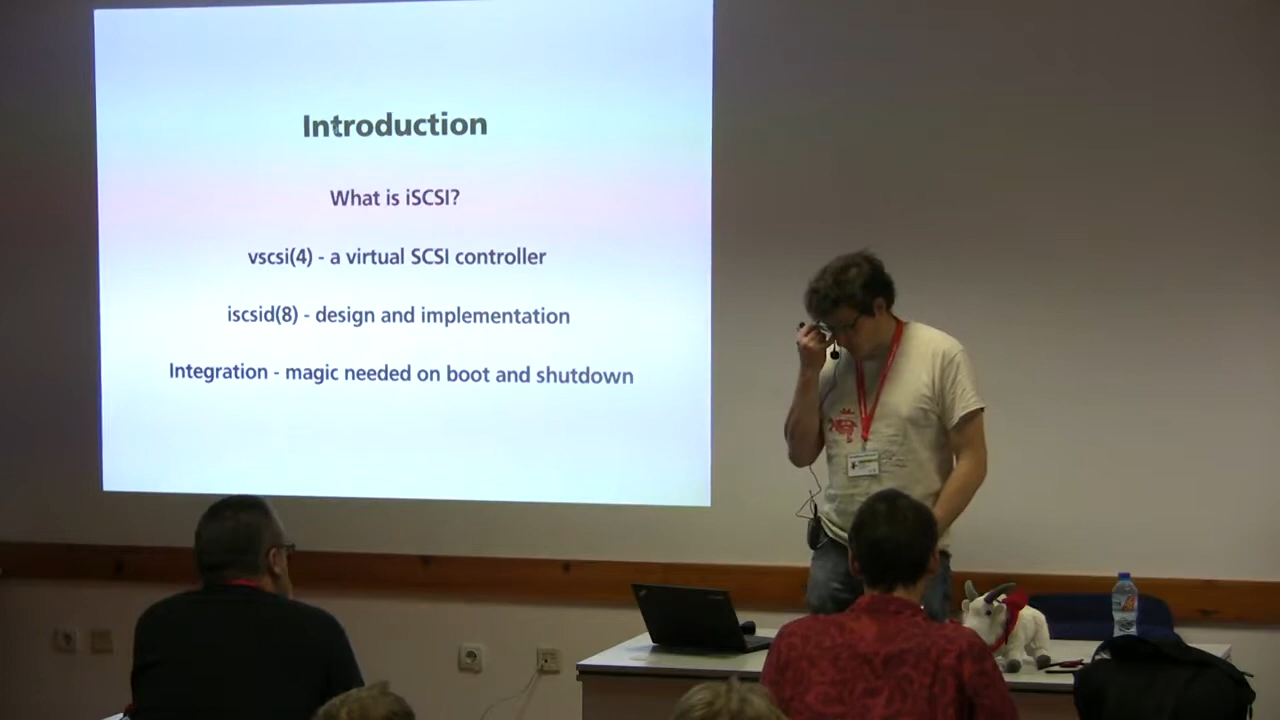 Introduction
What is iSCSI?
vscsi(4) - a virtual SCSI controller
iscsid(8) - design and implementation
Integration - magic needed on boot and shutdown